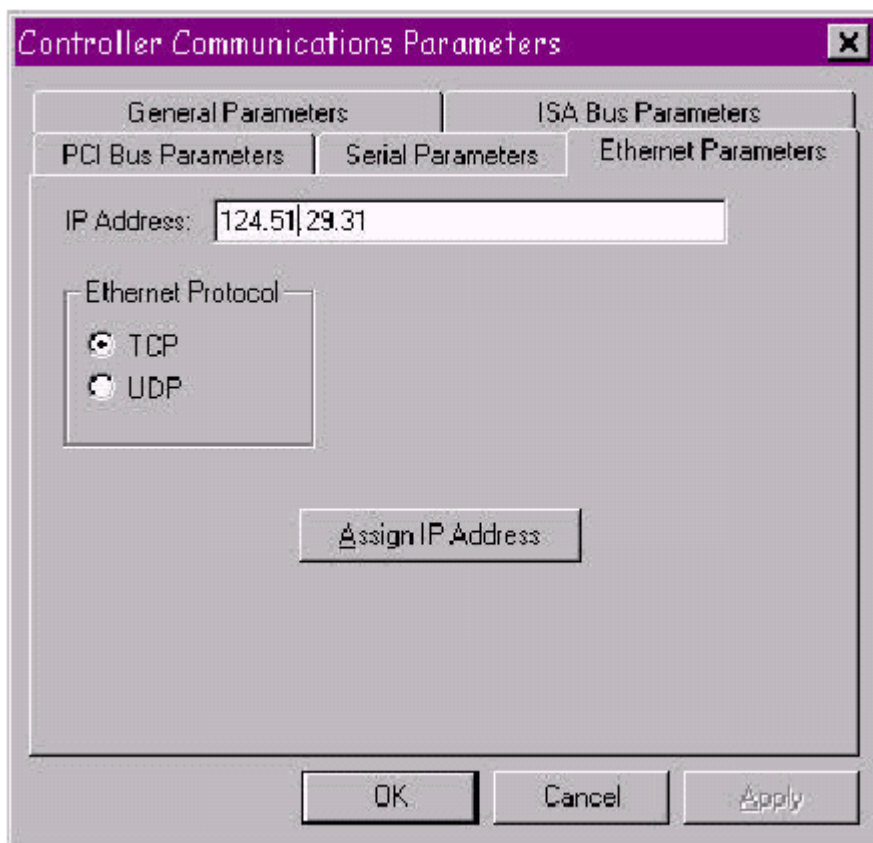 Controller Communications Parameters
General Parameters
ISA Bus Parameters
PCI Bus Parameters
Serial Parameters
Ethernet Parameters
IP Address: 124.51.29.31
Ethernet Protocol
TCP
UDP
Assign IP Address
OK
Cancel
Apply